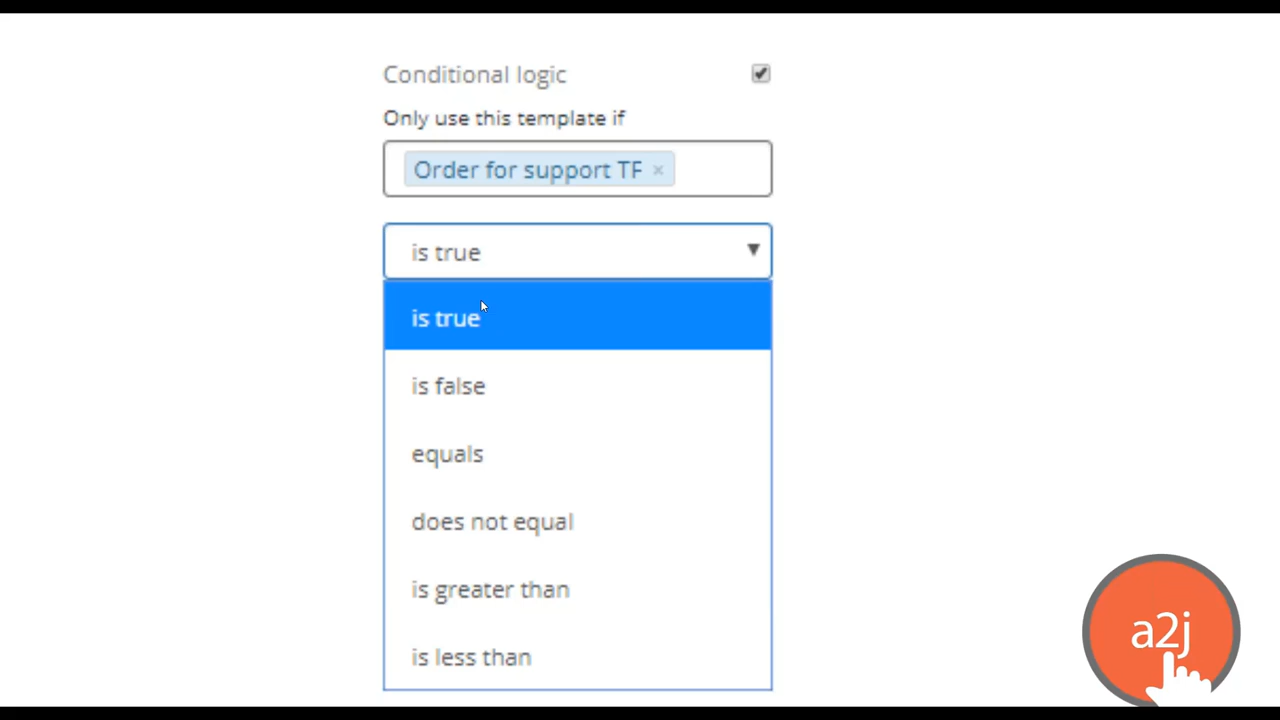 Conditional logic
Only use this template if
Order for support TF ×
is true
is true
is false
equals
does not equal
is greater than
is less than
a2j